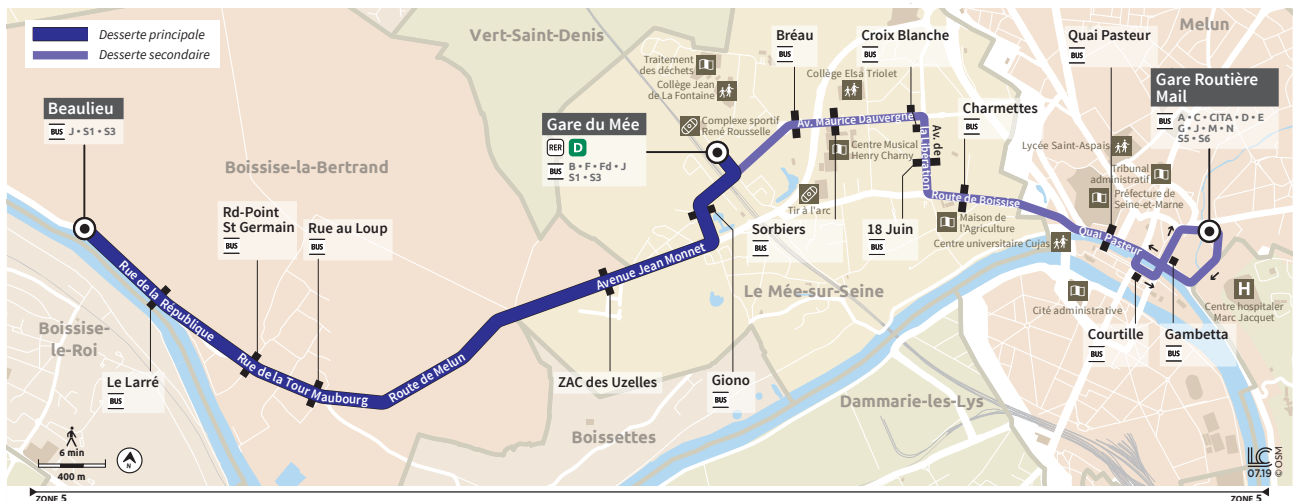 Desserte principale
Desserte secondaire
Vert-Saint-Denis
Melun
Beaulieu
BUS J • S1 • S3
Boissise-la-Bertrand
Rd-Point
St Germain
BUS
Rue au Loup
BUS
Rue de la République
Rue de la Tour Maubourg
Route de Melun
Avenue Jean Monnet
Boissise-
le-Roi
Le Larré
BUS
Gare du Mée
RER D
BUS B • F • Fd • J
S1 • S3
Traitement
des déchets
Collège Jean
de La Fontaine
Complexe sportif
René Rousselle
Bréau
BUS
Collège Elsa Triolet
Croix Blanche
BUS
Av. Maurice Dauvergne
Centre Musical
Henry Charny
Av. de
la Libération
Tir à l'arc
Sorbiers
BUS
18 Juin
BUS
Charmettes
BUS
Route de Boissise
Maison de
l'Agriculture
Centre universitaire Cujas
Quai Pasteur
BUS
Lycée Saint-Aspais
Tribunal
administratif
Préfecture de
Seine-et-Marne
Gare Routière
Mail
BUS A • C • CITA • D • E
G • J • M • N
S5 • S6
Quai Pasteur
Le Mée-sur-Seine
Cité administrative
H
Centre hospitaler
Marc Jacquet
Courtille
BUS
Gambetta
BUS
ZAC des Uzelles
Giono
BUS
Boissettes
Dammarie-les-Lys
6 min
400 m
N
LC
07.19
© OSM
ZONE 5
ZONE 5